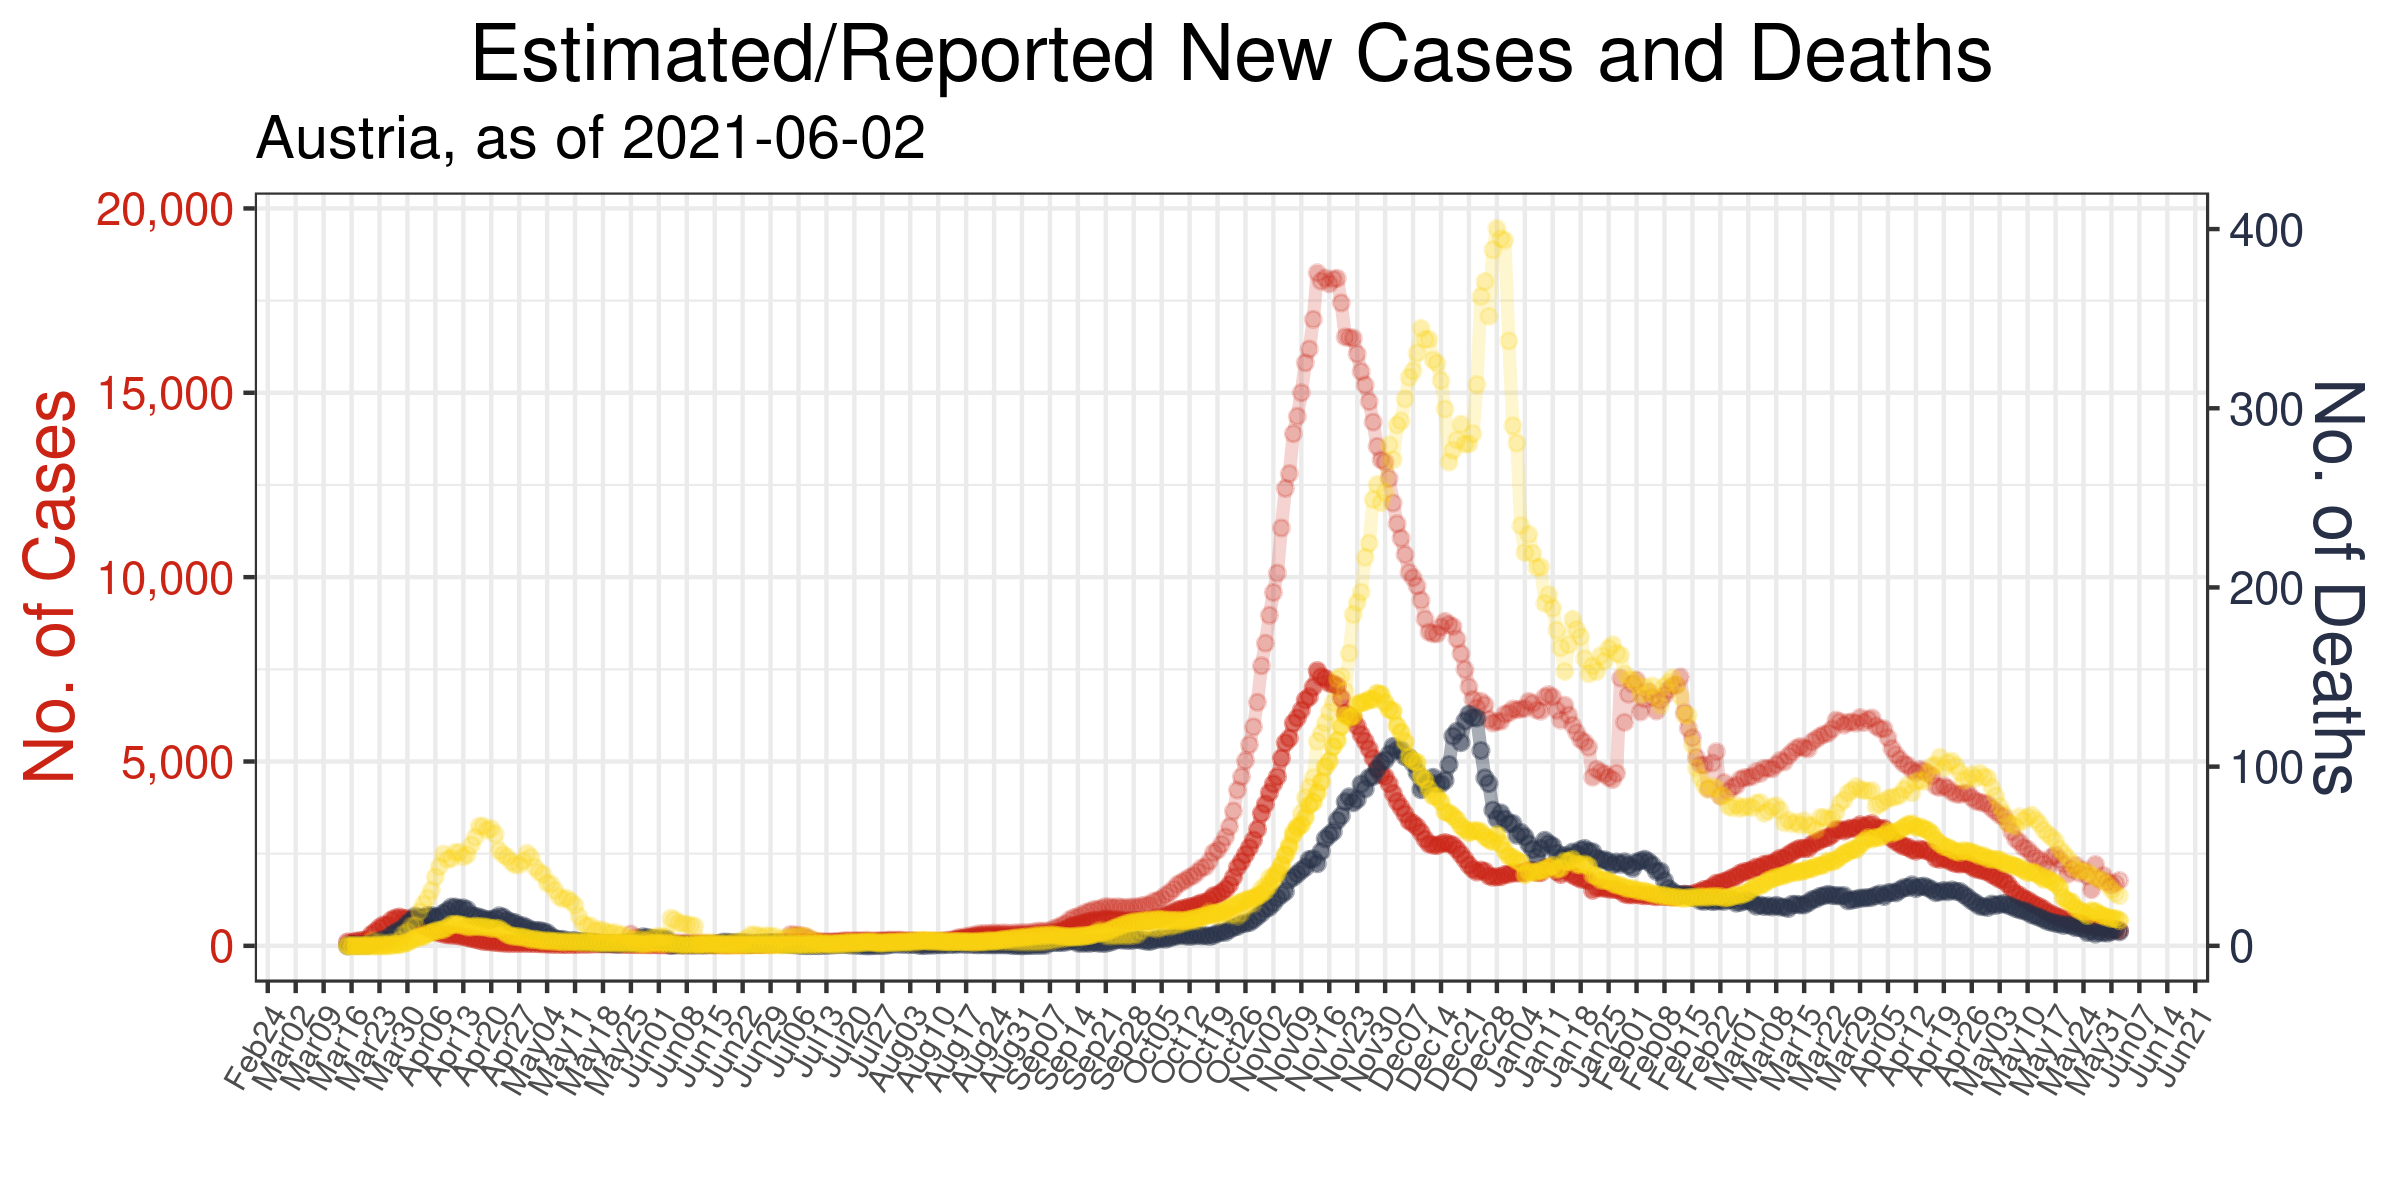 Estimated/Reported New Cases and Deaths
Austria, as of 2021-06-02
No. of Cases
20,000
15,000
10,000
5,000
0
400
300
200
100
0
No. of Deaths
Feb24 Mar02 Mar09 Mar16 Mar23 Mar30 Apr06 Apr13 Apr20 Apr27 May04 May11 May18 May25 Jun01 Jun08 Jun15 Jun22 Jun29 Jul06 Jul13 Jul20 Jul27 Aug03 Aug10 Aug17 Aug24 Aug31 Sep07 Sep14 Sep21 Sep28 Oct05 Oct12 Oct19 Oct26 Nov02 Nov09 Nov16 Nov23 Nov30 Dec07 Dec14 Dec21 Dec28 Jan04 Jan11 Jan18 Jan25 Feb01 Feb08 Feb15 Feb22 Mar01 Mar08 Mar15 Mar22 Mar29 Apr05 Apr12 Apr19 Apr26 May03 May10 May17 May24 May31 Jun07 Jun14 Jun21